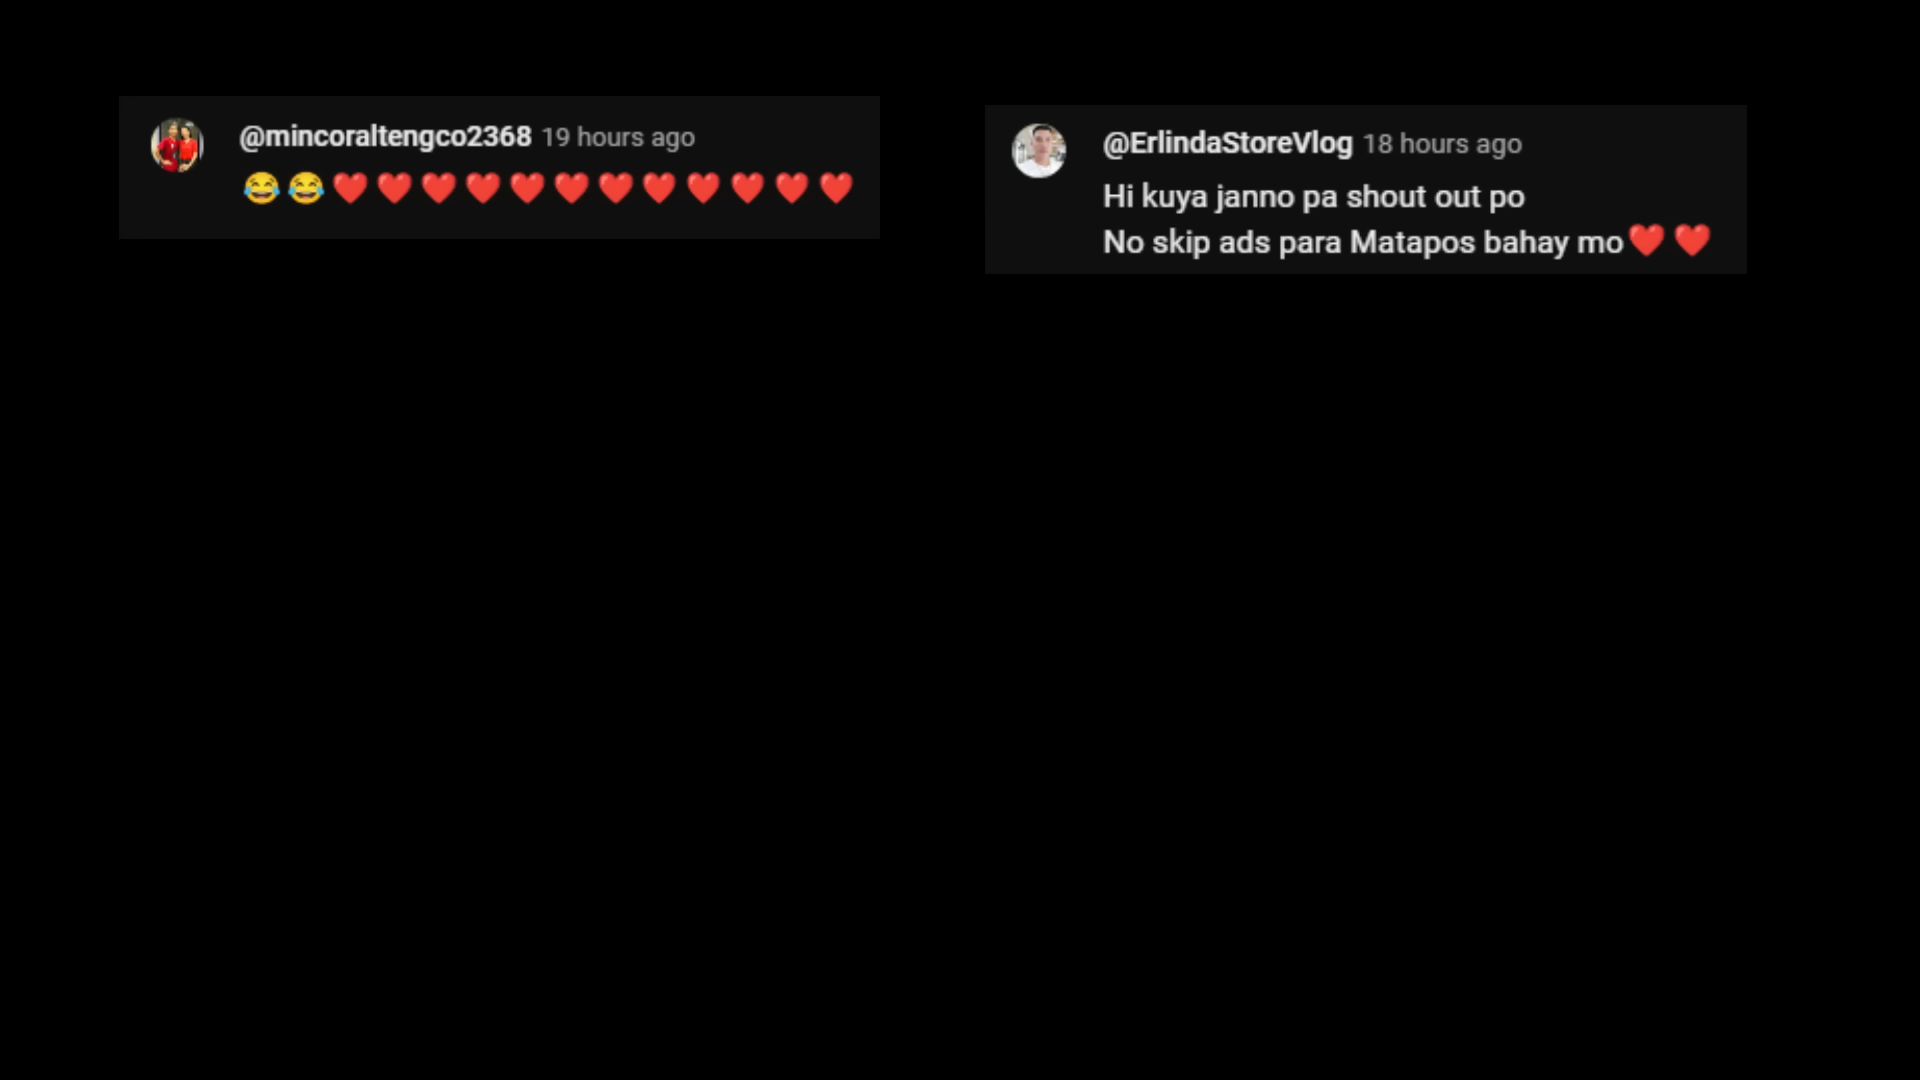 @mincoraltengco2368 19 hours ago
😂😂❤️❤️❤️❤️❤️❤️❤️❤️❤️❤️❤️❤️
@ErlindaStoreVlog 18 hours ago
Hi kuya janno pa shout out po
No skip ads para Matapos bahay mo❤️❤️